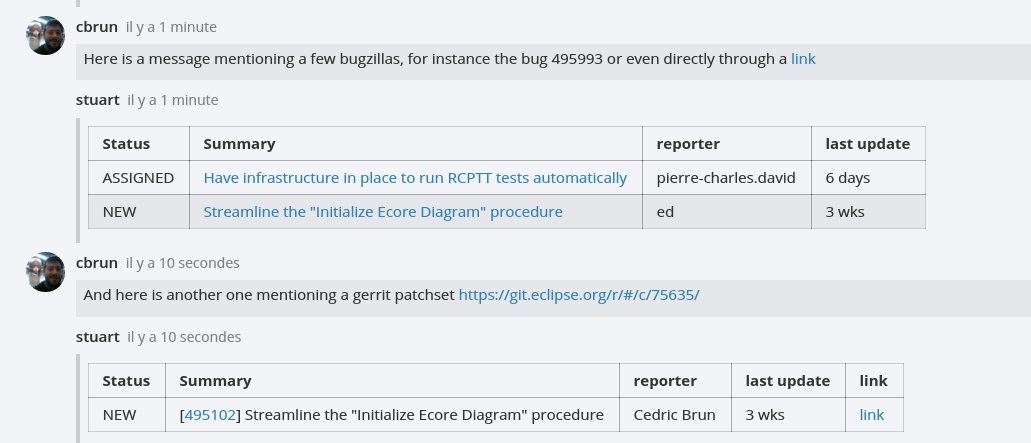 cbrun il y a 1 minute
Here is a message mentioning a few bugzillas, for instance the bug 495993 or even directly through a link
stuart il y a 1 minute
Status Summary reporter last update
ASSIGNED Have infrastructure in place to run RCPTT tests automatically pierre-charles.david 6 days
NEW Streamline the "Initialize Ecore Diagram" procedure ed 3 wks
cbrun il y a 10 secondes
And here is another one mentioning a gerrit patchset https://git.eclipse.org/r/#/c/75635/
stuart il y a 10 secondes
Status Summary reporter last update link
NEW [495102] Streamline the "Initialize Ecore Diagram" procedure Cedric Brun 3 wks link